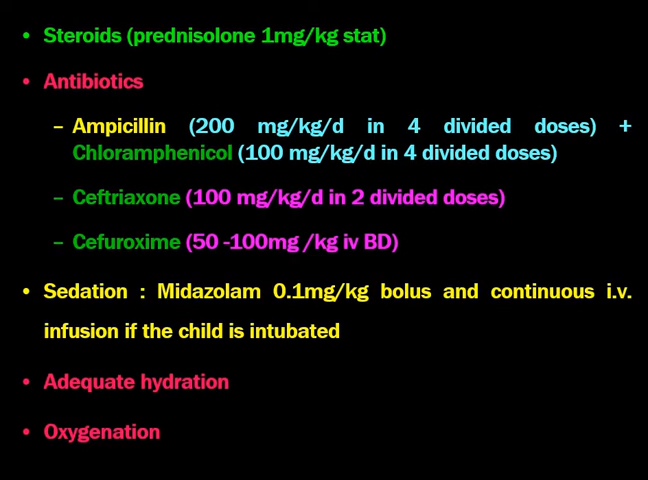 • Steroids (prednisolone 1mg/kg stat)
• Antibiotics
– Ampicillin (200 mg/kg/d in 4 divided doses) +
Chloramphenicol (100 mg/kg/d in 4 divided doses)
– Ceftriaxone (100 mg/kg/d in 2 divided doses)
– Cefuroxime (50 -100mg /kg iv BD)
• Sedation : Midazolam 0.1mg/kg bolus and continuous i.v.
infusion if the child is intubated
• Adequate hydration
• Oxygenation